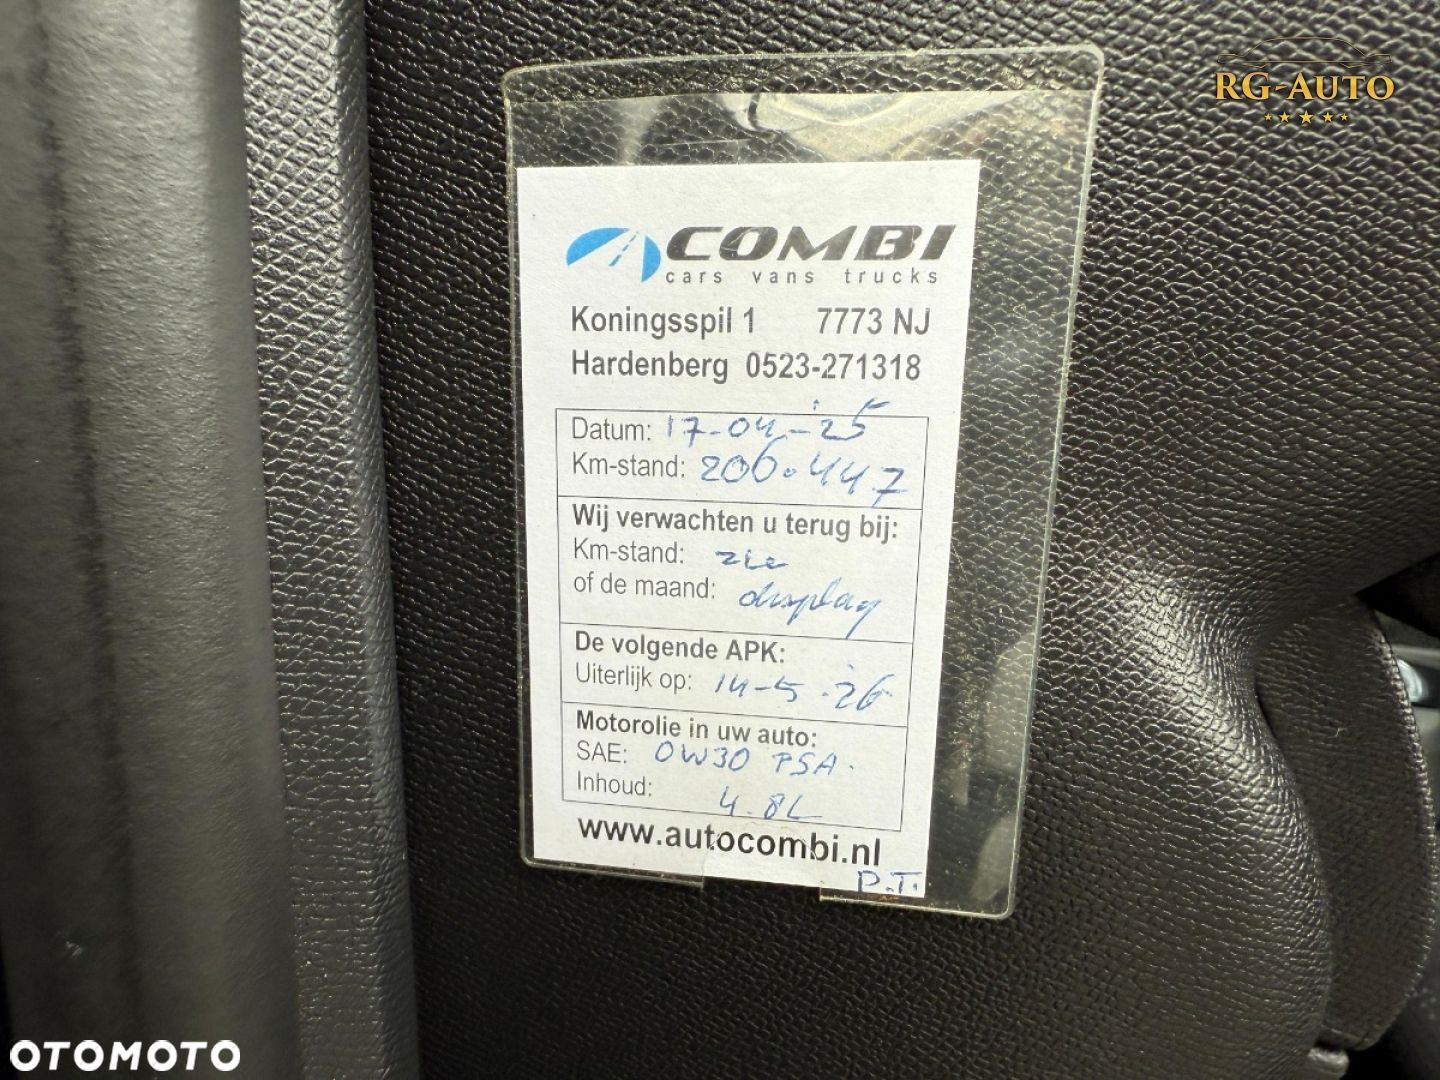 RG-AUTO
COMBI
cars vans trucks
Koningsspil 1 7773 NJ
Hardenberg 0523-271318
Datum: 17-04-'25
Km-stand: 206.447
Wij verwachten u terug bij:
Km-stand: zie
of de maand: display
De volgende APK:
Uiterlijk op: 14-5-'26
Motorolie in uw auto:
SAE: 0W30 PSA.
Inhoud: 4.8L
www.autocombi.nl
P.T.
OTOMOTO